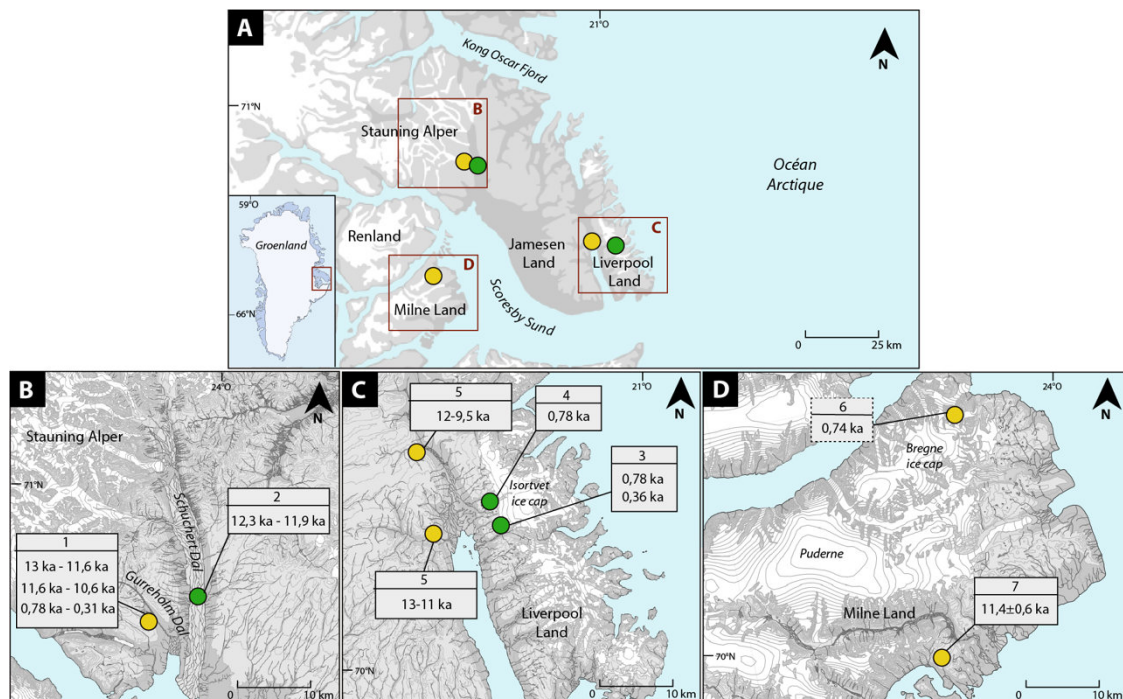 A
21°O
N
Kong Oscar Fjord
71°N
B
Stauning Alper
Océan
Arctique
59°O
Groenland
66°N
Renland
Jamesen
Land
C
Liverpool
Land
D
Milne Land
Scoresby Sund
0 25 km
B
24°O
N
Stauning Alper
71°N
Schuchert Dal
2
12,3 ka - 11,9 ka
1
13 ka - 11,6 ka
11,6 ka - 10,6 ka
0,78 ka - 0,31 ka
Gurreholm Dal
0 10 km
C
21°O
N
5
12-9,5 ka
4
0,78 ka
3
0,78 ka
0,36 ka
Isortvet
ice cap
5
13-11 ka
Liverpool
Land
70°N
0 10 km
D
24°O
N
6
0,74 ka
Bregne
ice cap
Puderne
7
11,4±0,6 ka
Milne Land
70°N
0 10 km